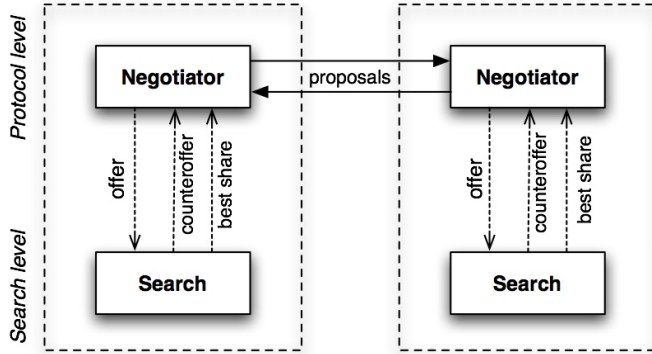 Protocol level
Negotiator
proposals
Negotiator
offer
counteroffer
best share
offer
counteroffer
best share
Search level
Search
Search